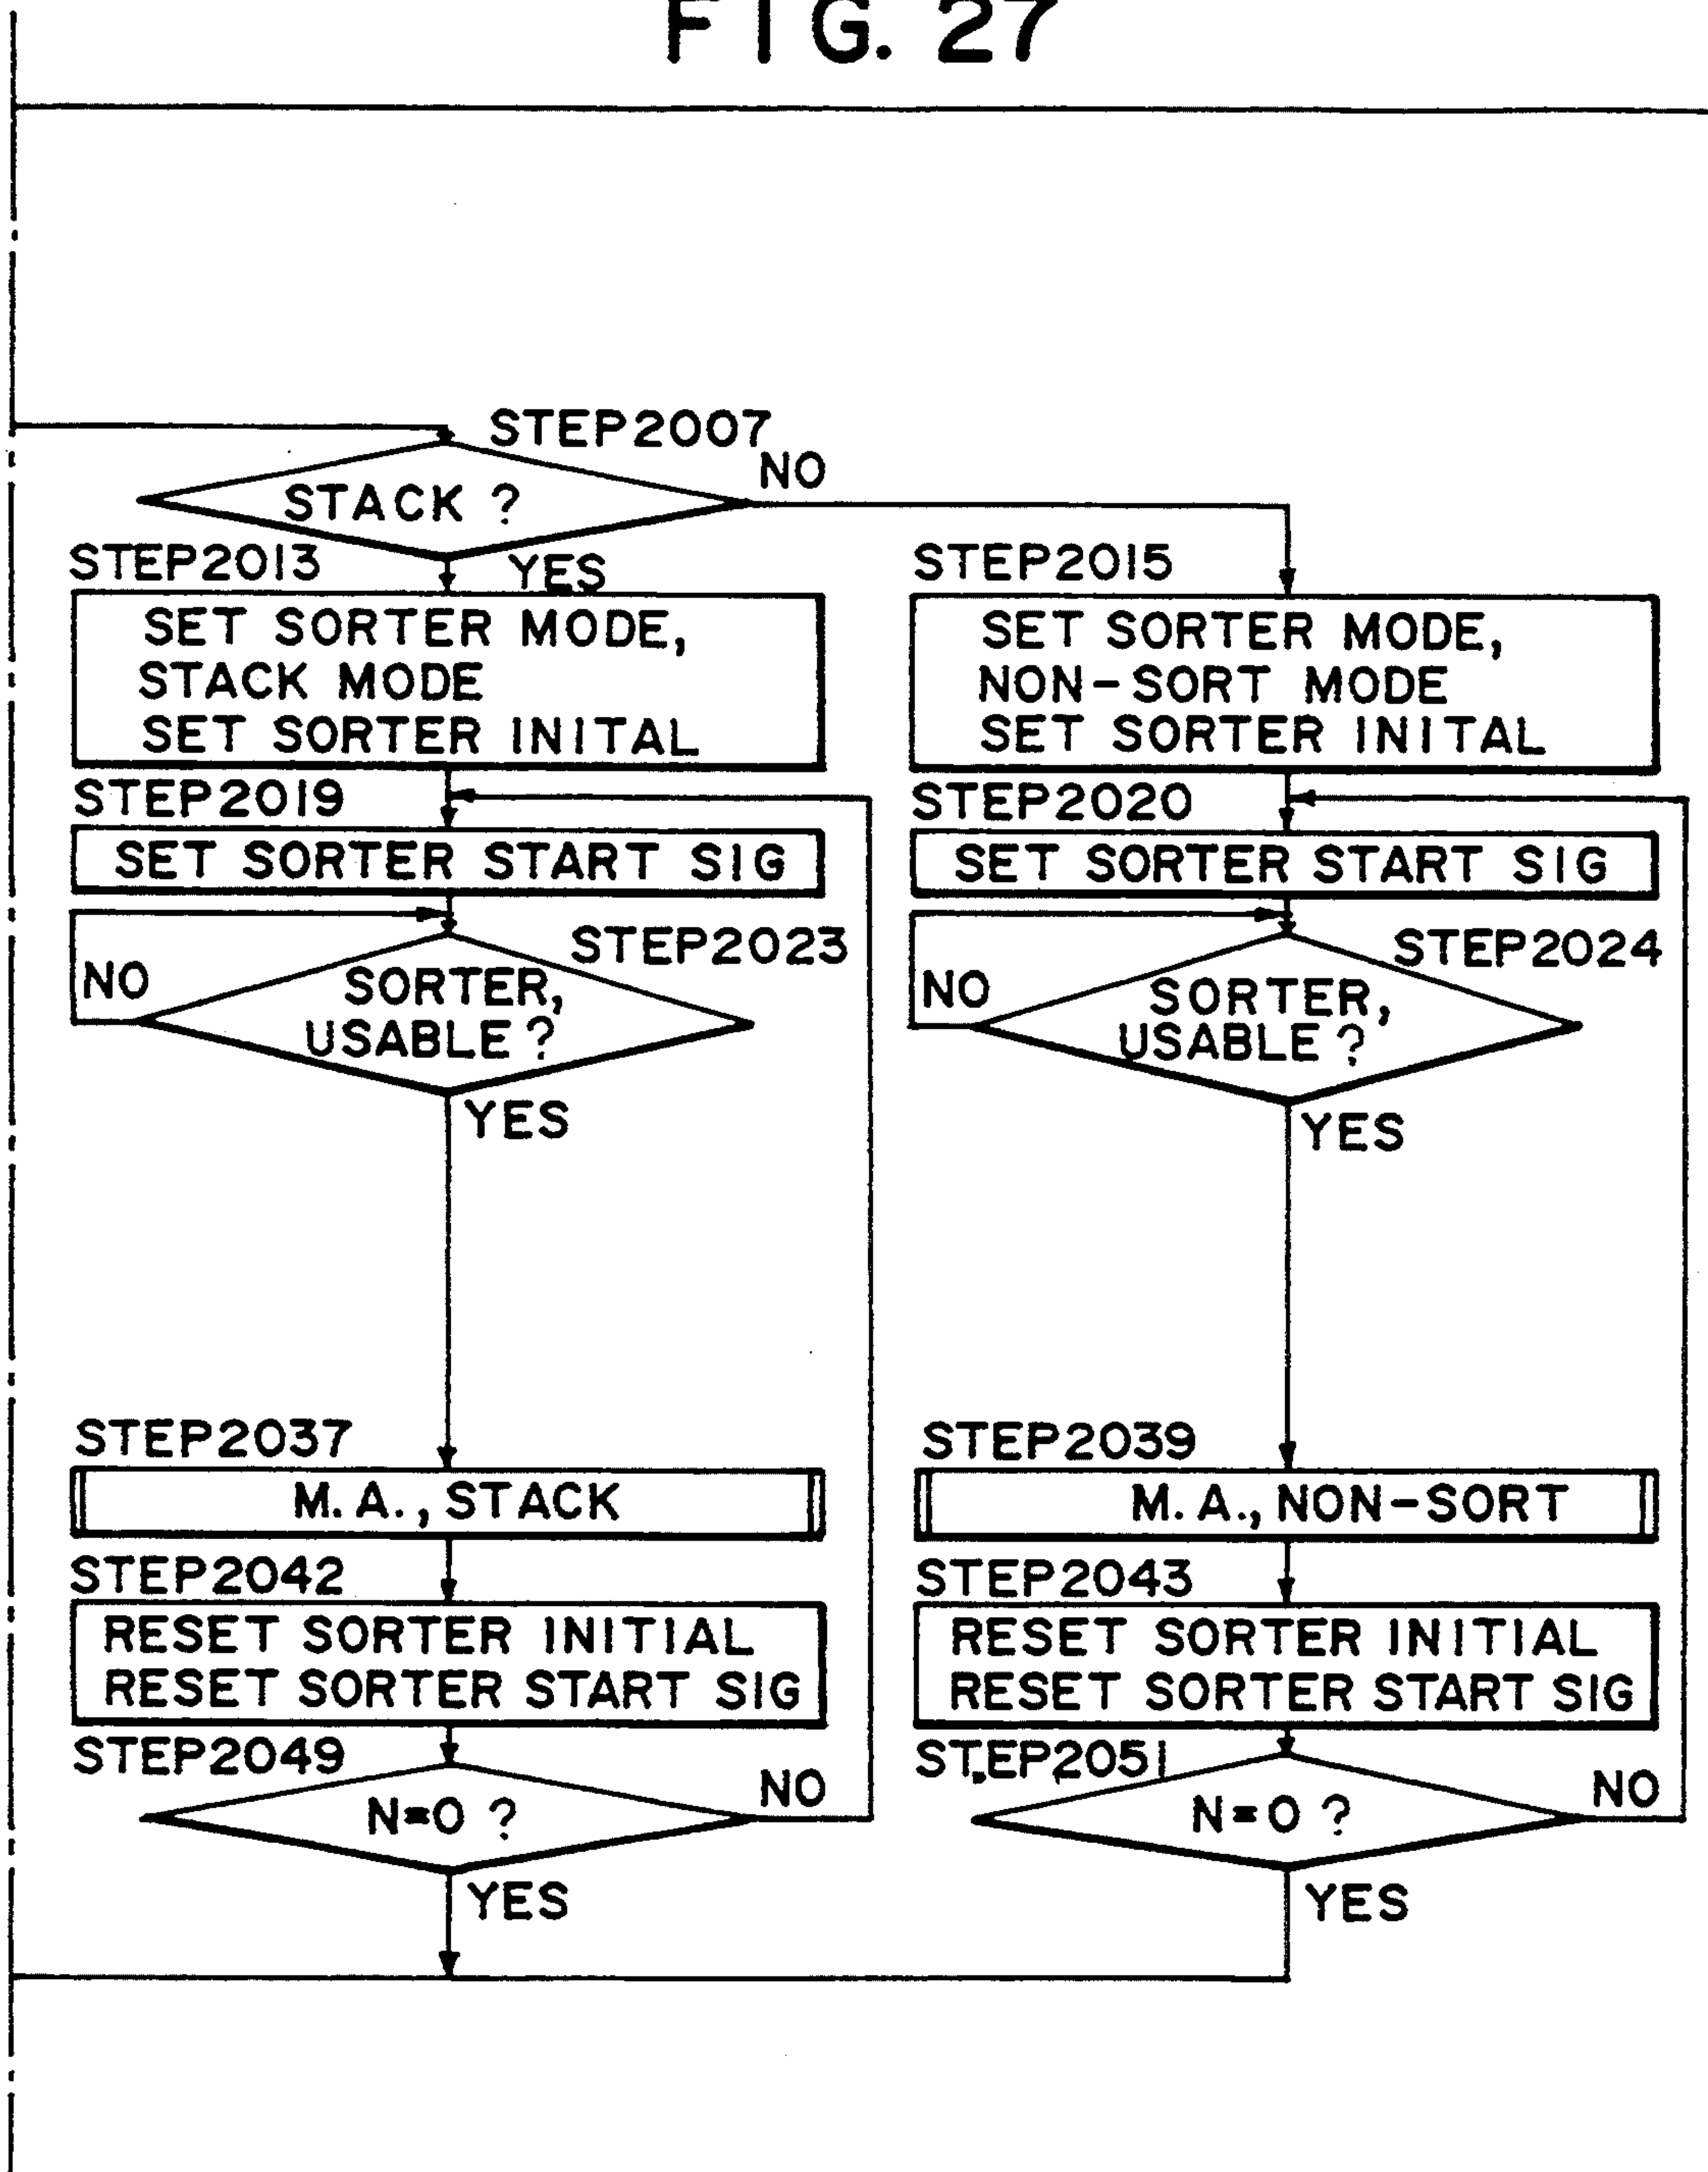 FIG. 27
STEP2007
STACK ?
NO
YES
STEP2013
SET SORTER MODE,
STACK MODE
SET SORTER INITAL
STEP2019
SET SORTER START SIG
STEP2023
NO
SORTER,
USABLE ?
YES
STEP2037
M. A., STACK
STEP2042
RESET SORTER INITIAL
RESET SORTER START SIG
STEP2049
N=0 ?
NO
YES
STEP2015
SET SORTER MODE,
NON-SORT MODE
SET SORTER INITAL
STEP2020
SET SORTER START SIG
STEP2024
NO
SORTER,
USABLE ?
YES
STEP2039
M. A., NON-SORT
STEP2043
RESET SORTER INITIAL
RESET SORTER START SIG
STEP2051
N=0 ?
NO
YES